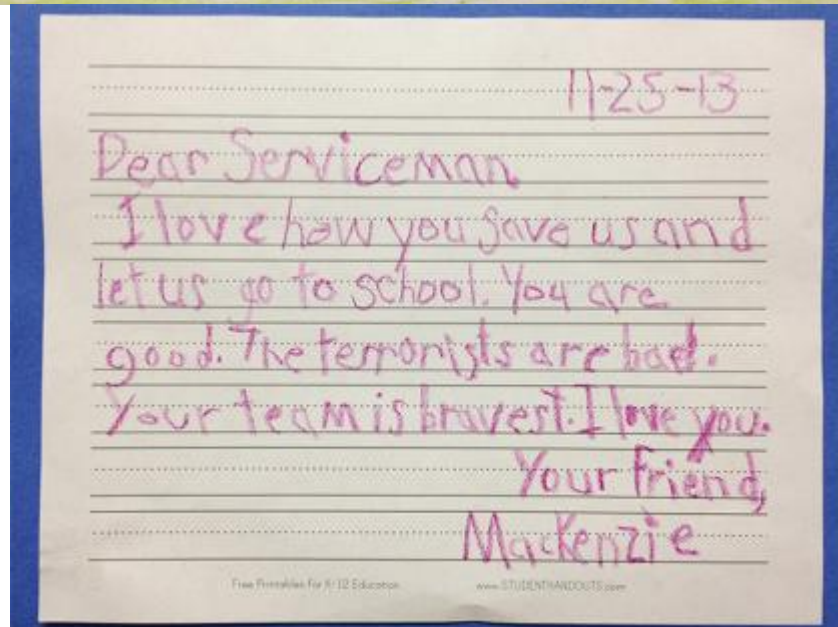 11-25-13
Dear Serviceman
I love how you save us and
let us go to school. You are
good. The terrorists are bad.
Your team is bravest. I love you.
Your friend,
Mackenzie
Free Printables for K-12 Education www.STUDENTHANDOUTS.com